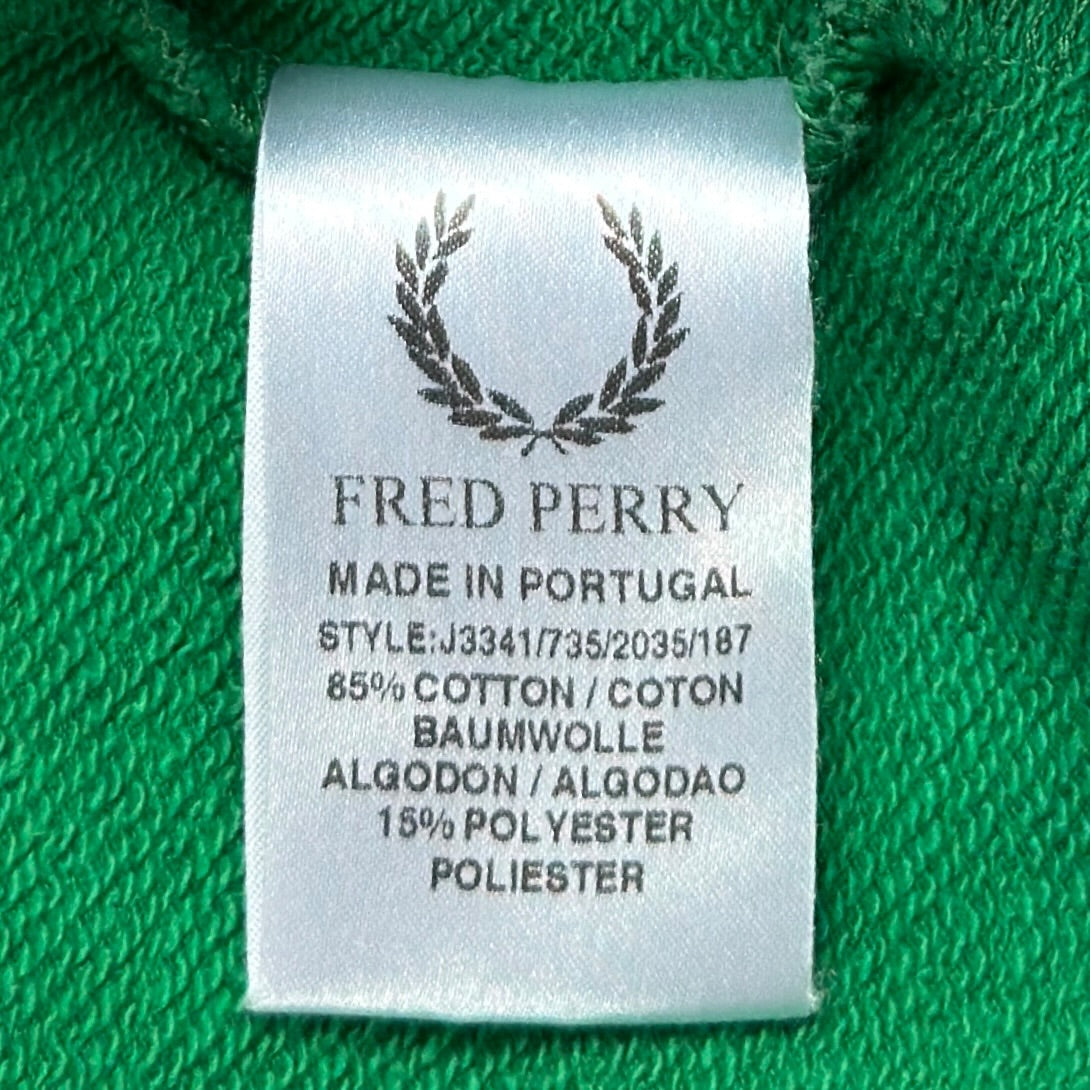 FRED PERRY
MADE IN PORTUGAL
STYLE:J3341/735/2035/187
85% COTTON / COTON
BAUMWOLLE
ALGODON / ALGODAO
15% POLYESTER
POLIESTER